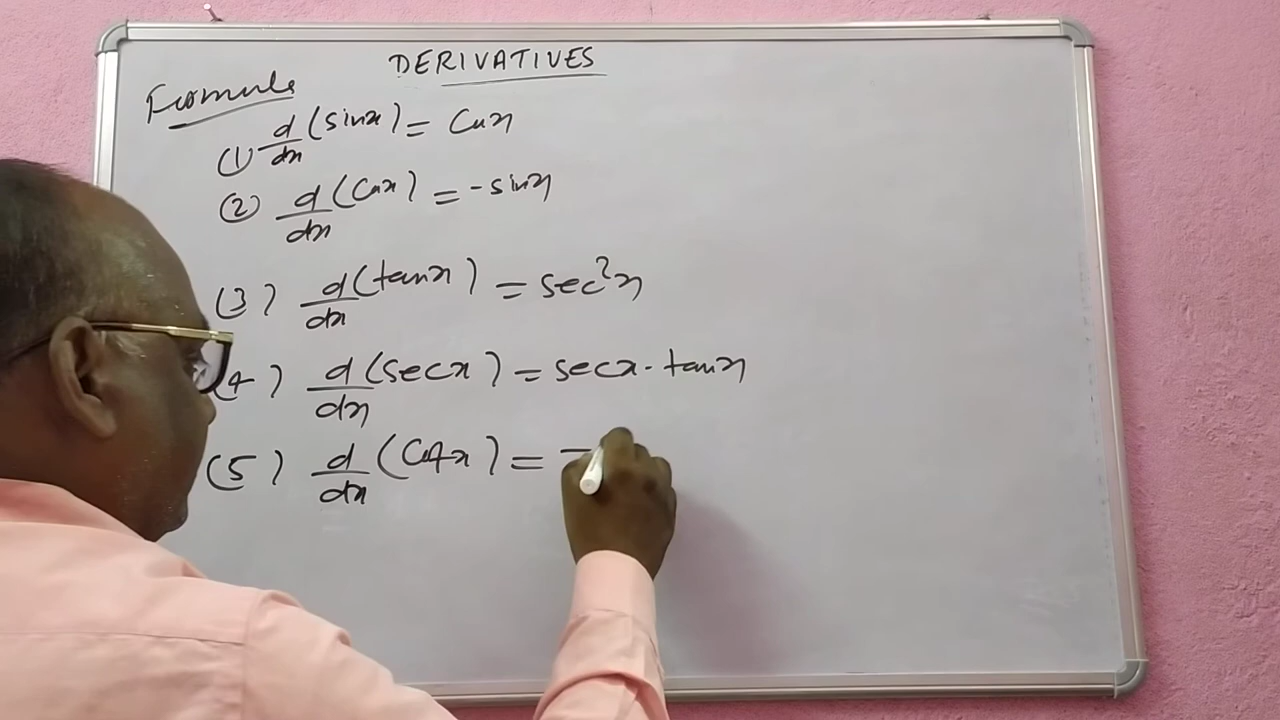 DERIVATIVES
Formula
(1) d/dx (sinx) = Cosx
(2) d/dx (Cosx) = -sinx
(3) d/dx (tanx) = sec²x
(4) d/dx (secx) = secx · tanx
(5) d/dx (Cotx) = -